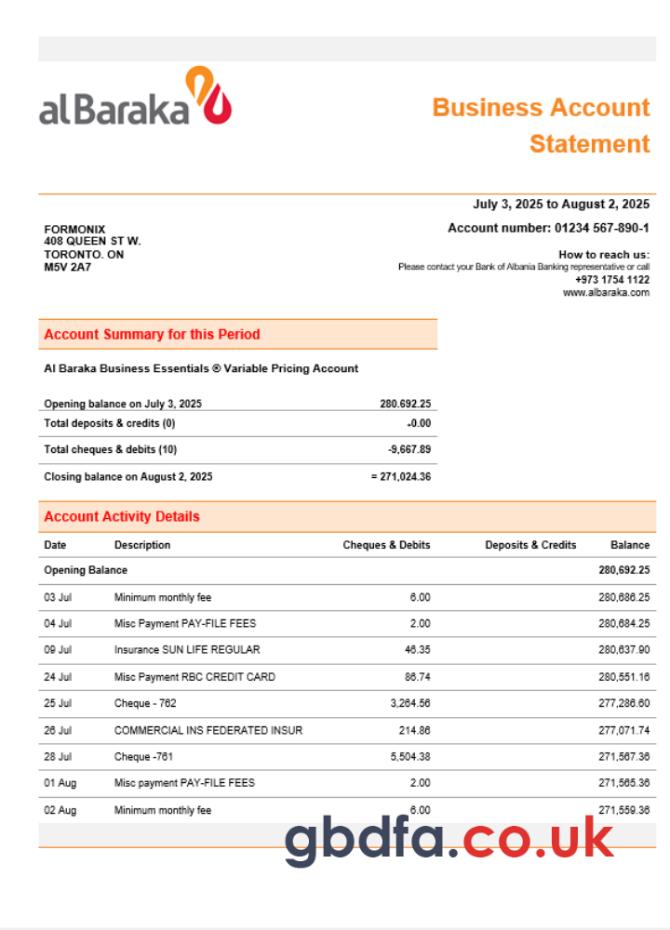 al Baraka
Business Account
Statement
July 3, 2025 to August 2, 2025
Account number: 01234 567-890-1
FORMONIX
408 QUEEN ST W.
TORONTO. ON
M5V 2A7
How to reach us:
Please contact your Bank of Albania Banking representative or call
+973 1754 1122
www.albaraka.com
Account Summary for this Period
Al Baraka Business Essentials ® Variable Pricing Account
Opening balance on July 3, 2025 280.692.25
Total deposits & credits (0) -0.00
Total cheques & debits (10) -9,667.89
Closing balance on August 2, 2025 = 271,024.36
Account Activity Details
Date Description Cheques & Debits Deposits & Credits Balance
Opening Balance 280,692.25
03 Jul Minimum monthly fee 6.00 280,686.25
04 Jul Misc Payment PAY-FILE FEES 2.00 280,684.25
09 Jul Insurance SUN LIFE REGULAR 46.35 280,637.90
24 Jul Misc Payment RBC CREDIT CARD 86.74 280,551.16
25 Jul Cheque - 762 3,264.56 277,286.60
26 Jul COMMERCIAL INS FEDERATED INSUR 214.86 277,071.74
28 Jul Cheque -761 5,504.38 271,567.36
01 Aug Misc payment PAY-FILE FEES 2.00 271,565.36
02 Aug Minimum monthly fee 6.00 271,559.36
gbdfa.co.uk